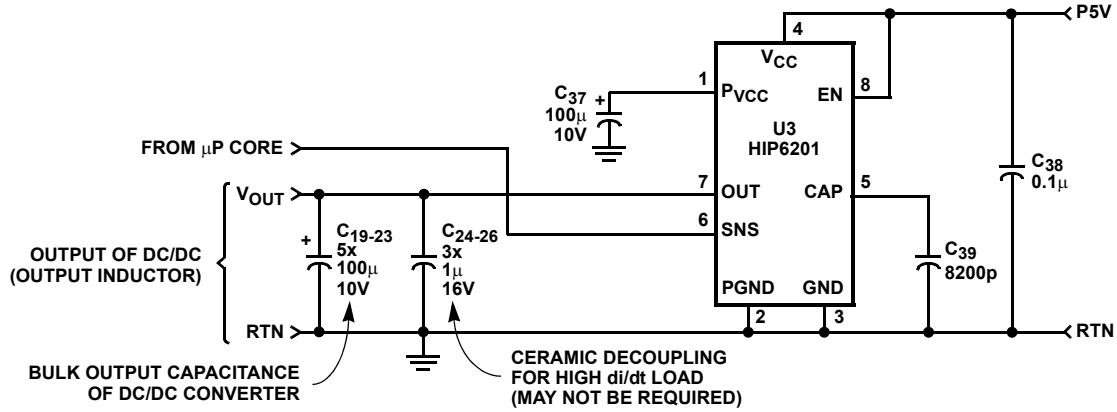 P5V
4
VCC
1
PVCC
EN
8
C37
+
100μ
10V
U3
HIP6201
FROM μP CORE
C38
0.1μ
VOUT
7
OUT
CAP
5
6
SNS
OUTPUT OF DC/DC
(OUTPUT INDUCTOR)
+
C19-23
5x
100μ
10V
C24-26
3x
1μ
16V
C39
8200p
PGND
GND
RTN
2
3
RTN
BULK OUTPUT CAPACITANCE
OF DC/DC CONVERTER
CERAMIC DECOUPLING
FOR HIGH di/dt LOAD
(MAY NOT BE REQUIRED)